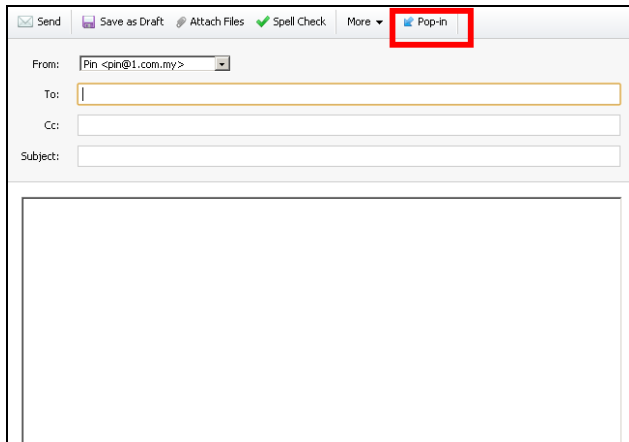 Send Save as Draft Attach Files Spell Check More Pop-in
From: Pin <pin@1.com.my>
To:
Cc:
Subject: